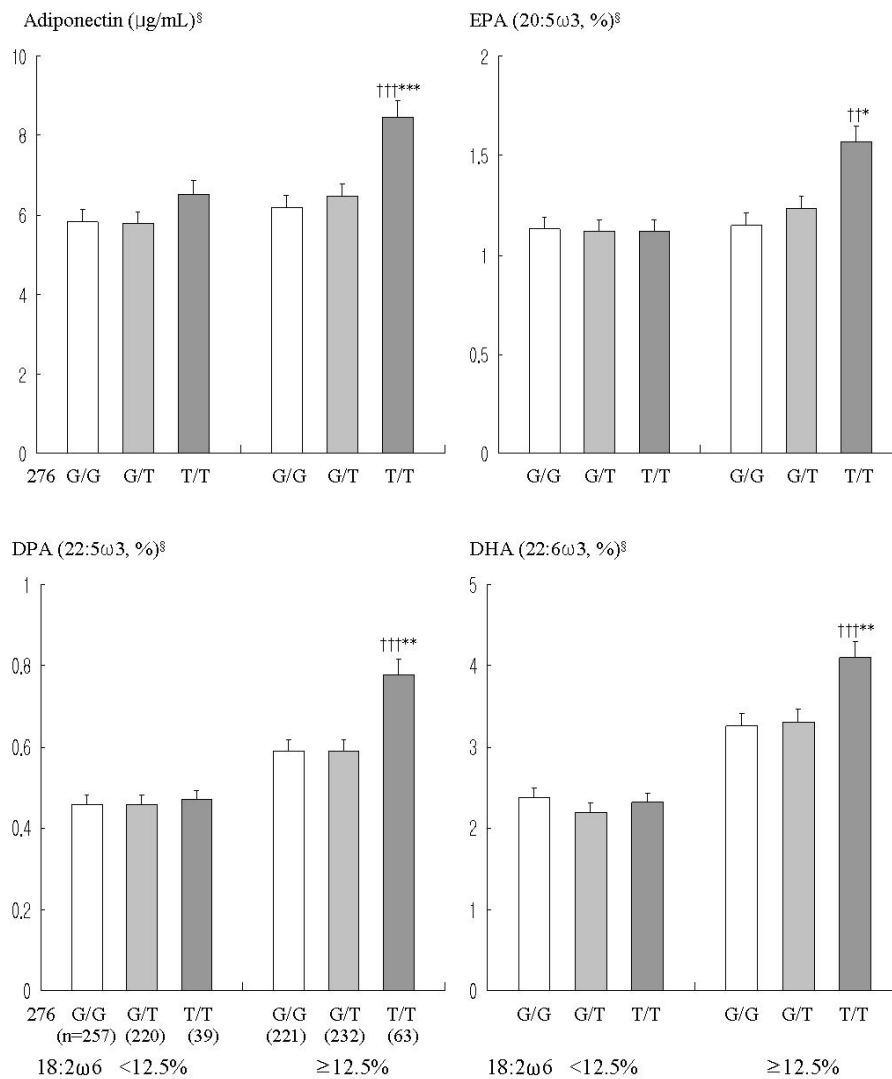 Adiponectin (μg/mL)§
10
8
6
4
2
0
†††***
276 G/G G/T T/T G/G G/T T/T
EPA (20:5ω3, %)§
2
1.5
1
0.5
0
††*
G/G G/T T/T G/G G/T T/T
DPA (22:5ω3, %)§
1
0.8
0.6
0.4
0.2
0
†††**
276 G/G G/T T/T G/G G/T T/T
(n=257) (220) (39) (221) (232) (63)
18:2ω6 <12.5% ≥12.5%
DHA (22:6ω3, %)§
5
4
3
2
1
0
†††**
G/G G/T T/T G/G G/T T/T
18:2ω6 <12.5% ≥12.5%